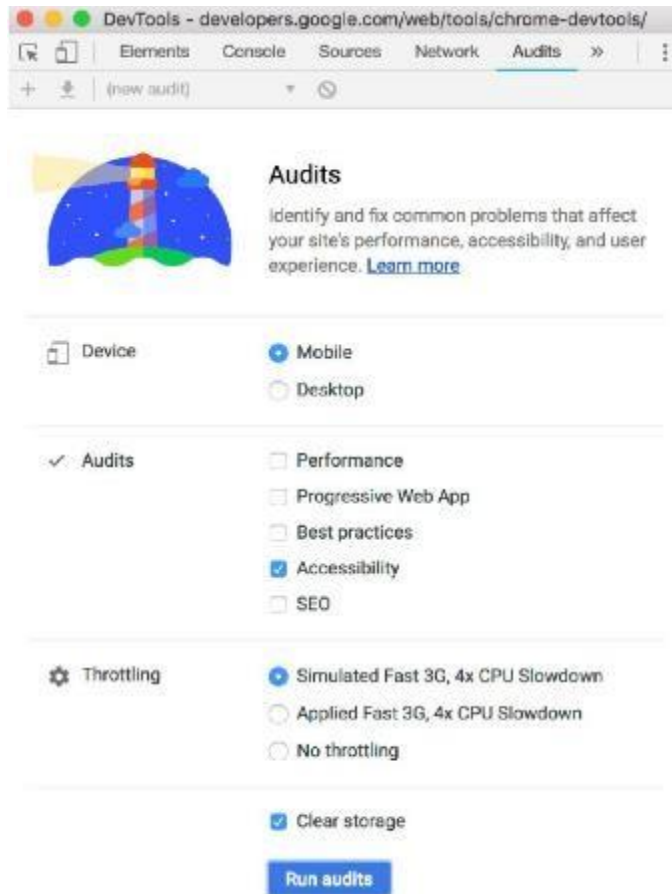 DevTools - developers.google.com/web/tools/chrome-devtools/
Elements Console Sources Network Audits »
(new audit)
Audits
Identify and fix common problems that affect
your site's performance, accessibility, and user
experience. Learn more
Device
Mobile
Desktop
Audits
Performance
Progressive Web App
Best practices
Accessibility
SEO
Throttling
Simulated Fast 3G, 4x CPU Slowdown
Applied Fast 3G, 4x CPU Slowdown
No throttling
Clear storage
Run audits